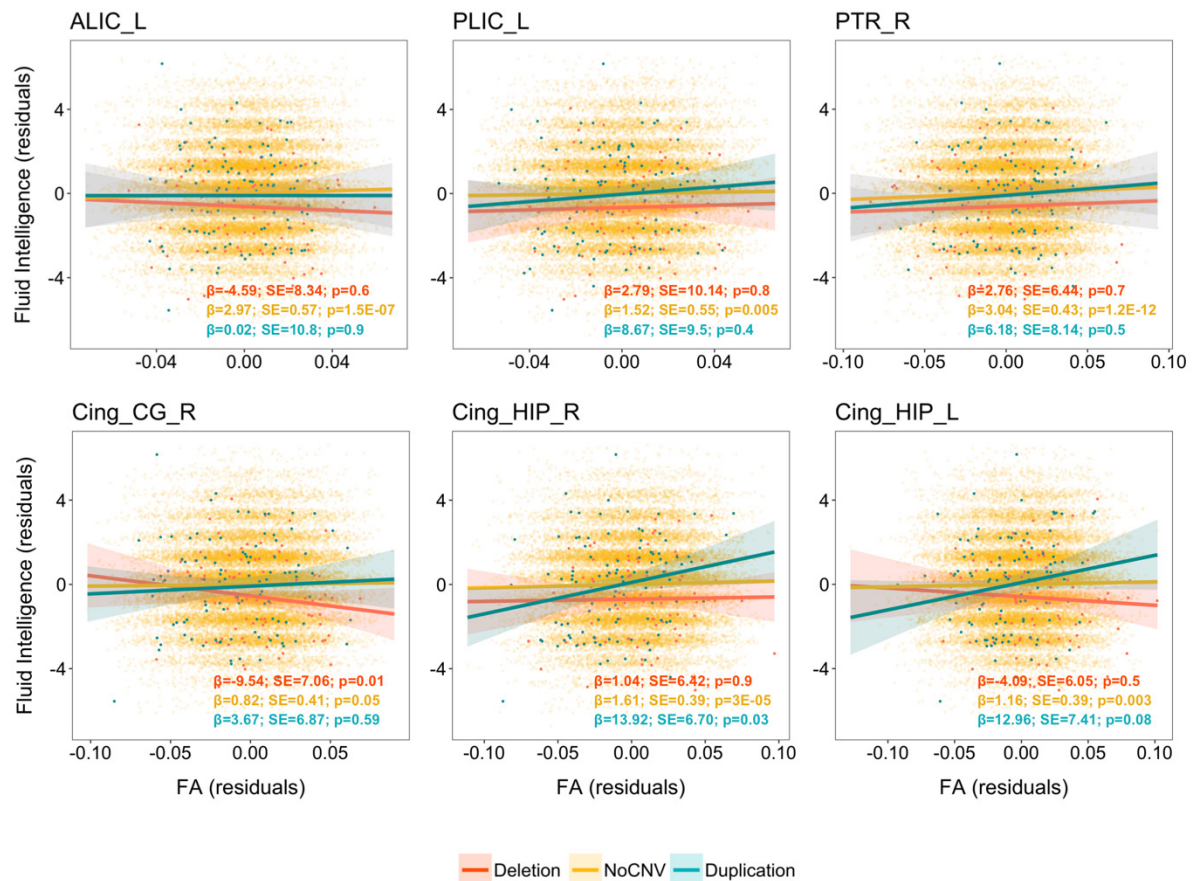 ALIC_L
PLIC_L
PTR_R
Fluid Intelligence (residuals)
4
0
-4
β=-4.59; SE=8.34; p=0.6
β=2.97; SE=0.57; p=1.5E-07
β=0.02; SE=10.8; p=0.9
-0.04
0.00
0.04
4
0
-4
β=2.79; SE=10.14; p=0.8
β=1.52; SE=0.55; p=0.005
β=8.67; SE=9.5; p=0.4
-0.04
0.00
0.04
4
0
-4
β=2.76; SE=6.44; p=0.7
β=3.04; SE=0.43; p=1.2E-12
β=6.18; SE=8.14; p=0.5
-0.10
-0.05
0.00
0.05
0.10
Cing_CG_R
Cing_HIP_R
Cing_HIP_L
Fluid Intelligence (residuals)
4
0
-4
β=-9.54; SE=7.06; p=0.01
β=0.82; SE=0.41; p=0.05
β=3.67; SE=6.87; p=0.59
-0.10
-0.05
0.00
0.05
FA (residuals)
4
0
-4
β=1.04; SE=6.42; p=0.9
β=1.61; SE=0.39; p=3E-05
β=13.92; SE=6.70; p=0.03
-0.10
-0.05
0.00
0.05
0.10
FA (residuals)
4
0
-4
β=-4.09; SE=6.05; p=0.5
β=1.16; SE=0.39; p=0.003
β=12.96; SE=7.41; p=0.08
-0.10
-0.05
0.00
0.05
0.10
FA (residuals)
Deletion NoCNV Duplication